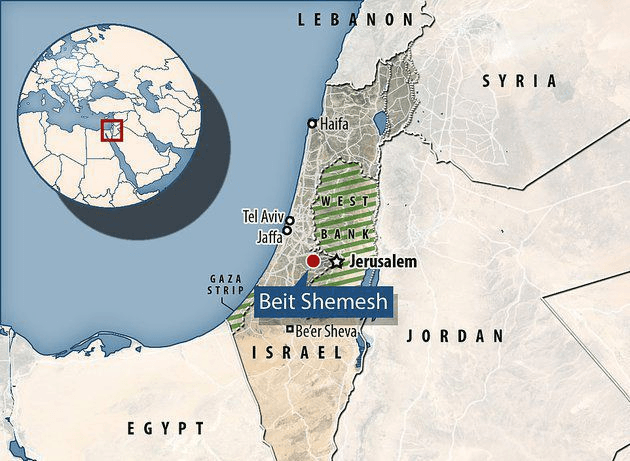 LEBANON
SYRIA
Haifa
WEST
BANK
Tel Aviv
Jaffa
Jerusalem
GAZA
STRIP
Beit Shemesh
Be'er Sheva
ISRAEL
JORDAN
EGYPT